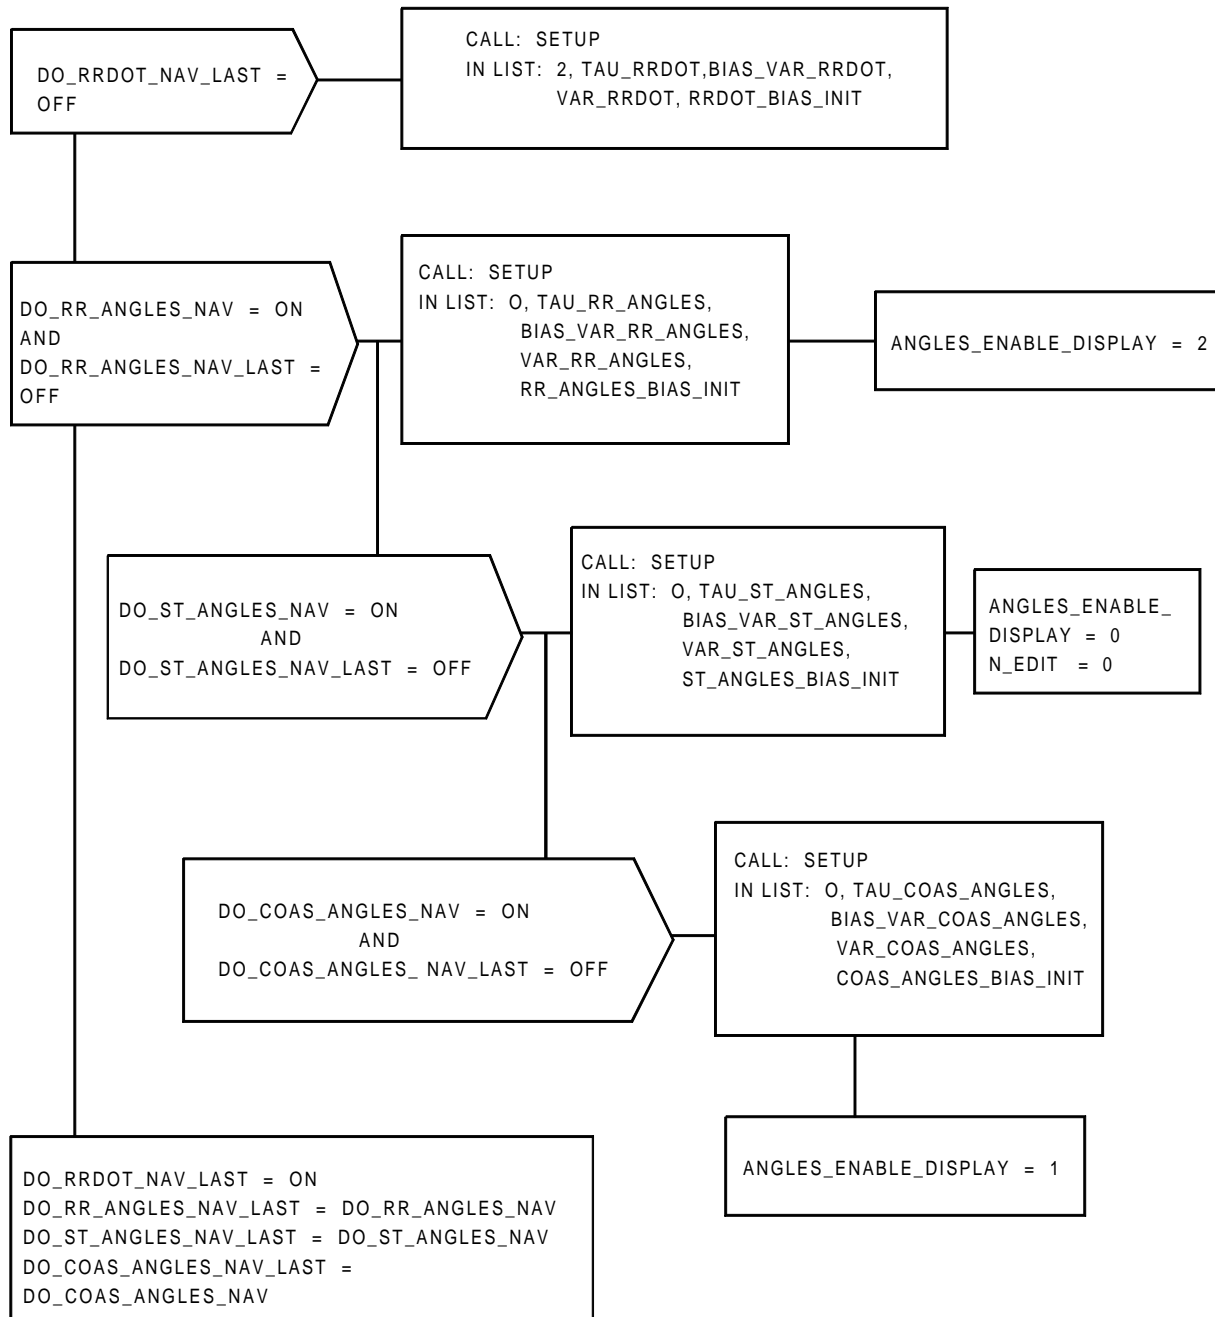 DO_RRDOT_NAV_LAST =
OFF
CALL: SETUP
IN LIST: 2, TAU_RRDOT,BIAS_VAR_RRDOT,
VAR_RRDOT, RRDOT_BIAS_INIT
DO_RR_ANGLES_NAV = ON
AND
DO_RR_ANGLES_NAV_LAST =
OFF
CALL: SETUP
IN LIST: O, TAU_RR_ANGLES,
BIAS_VAR_RR_ANGLES,
VAR_RR_ANGLES,
RR_ANGLES_BIAS_INIT
ANGLES_ENABLE_DISPLAY = 2
DO_ST_ANGLES_NAV = ON
AND
DO_ST_ANGLES_NAV_LAST = OFF
CALL: SETUP
IN LIST: O, TAU_ST_ANGLES,
BIAS_VAR_ST_ANGLES,
VAR_ST_ANGLES,
ST_ANGLES_BIAS_INIT
ANGLES_ENABLE_
DISPLAY = 0
N_EDIT = 0
DO_COAS_ANGLES_NAV = ON
AND
DO_COAS_ANGLES_ NAV_LAST = OFF
CALL: SETUP
IN LIST: O, TAU_COAS_ANGLES,
BIAS_VAR_COAS_ANGLES,
VAR_COAS_ANGLES,
COAS_ANGLES_BIAS_INIT
ANGLES_ENABLE_DISPLAY = 1
DO_RRDOT_NAV_LAST = ON
DO_RR_ANGLES_NAV_LAST = DO_RR_ANGLES_NAV
DO_ST_ANGLES_NAV_LAST = DO_ST_ANGLES_NAV
DO_COAS_ANGLES_NAV_LAST =
DO_COAS_ANGLES_NAV